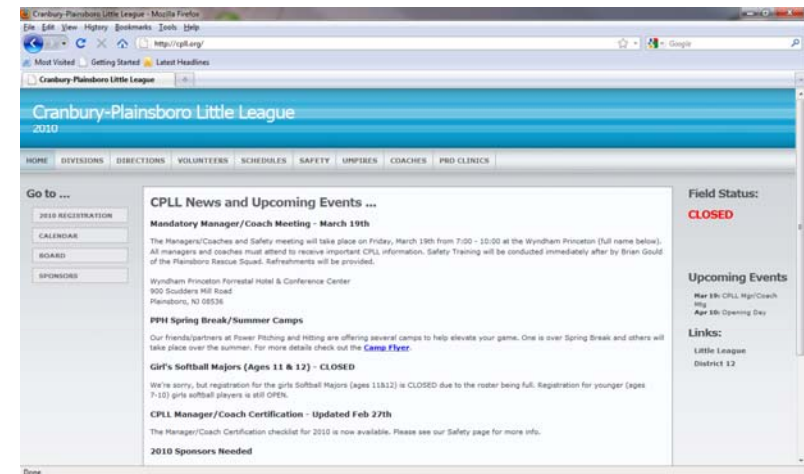 Cranbury-Plainsboro Little League - Mozilla Firefox
File Edit View History Bookmarks Tools Help
http://cpll.org/
Google
Most Visited Getting Started Latest Headlines
Cranbury-Plainsboro Little League
Cranbury-Plainsboro Little League
2010
HOME DIVISIONS DIRECTIONS VOLUNTEERS SCHEDULES SAFETY UMPIRES COACHES PRO CLINICS
Go to ...
2010 REGISTRATION
CALENDAR
BOARD
SPONSORS
CPLL News and Upcoming Events ...
Mandatory Manager/Coach Meeting - March 19th
The Managers/Coaches and Safety meeting will take place on Friday, March 19th from 7:00 - 10:00 at the Wyndham Princeton (full name below).
All managers and coaches must attend to receive important CPLL information. Safety Training will be conducted immediately after by Brian Gould
of the Plainsboro Rescue Squad. Refreshments will be provided.
Wyndham Princeton Forrestal Hotel & Conference Center
900 Scudders Mill Road
Plainsboro, NJ 08536
PPH Spring Break/Summer Camps
Our friends/partners at Power Pitching and Hitting are offering several camps to help elevate your game. One is over Spring Break and others will
take place over the summer. For more details check out the Camp Flyer.
Girl's Softball Majors (Ages 11 & 12) - CLOSED
We're sorry, but registration for the girls Softball Majors (ages 11&12) is CLOSED due to the roster being full. Registration for younger (ages
7-10) girls softball players is still OPEN.
CPLL Manager/Coach Certification - Updated Feb 27th
The Manager/Coach Certification checklist for 2010 is now available. Please see our Safety page for more info.
2010 Sponsors Needed
Field Status:
CLOSED
Upcoming Events
Mar 19: CPLL Mgr/Coach
Mtg
Apr 10: Opening Day
Links:
Little League
District 12
Done